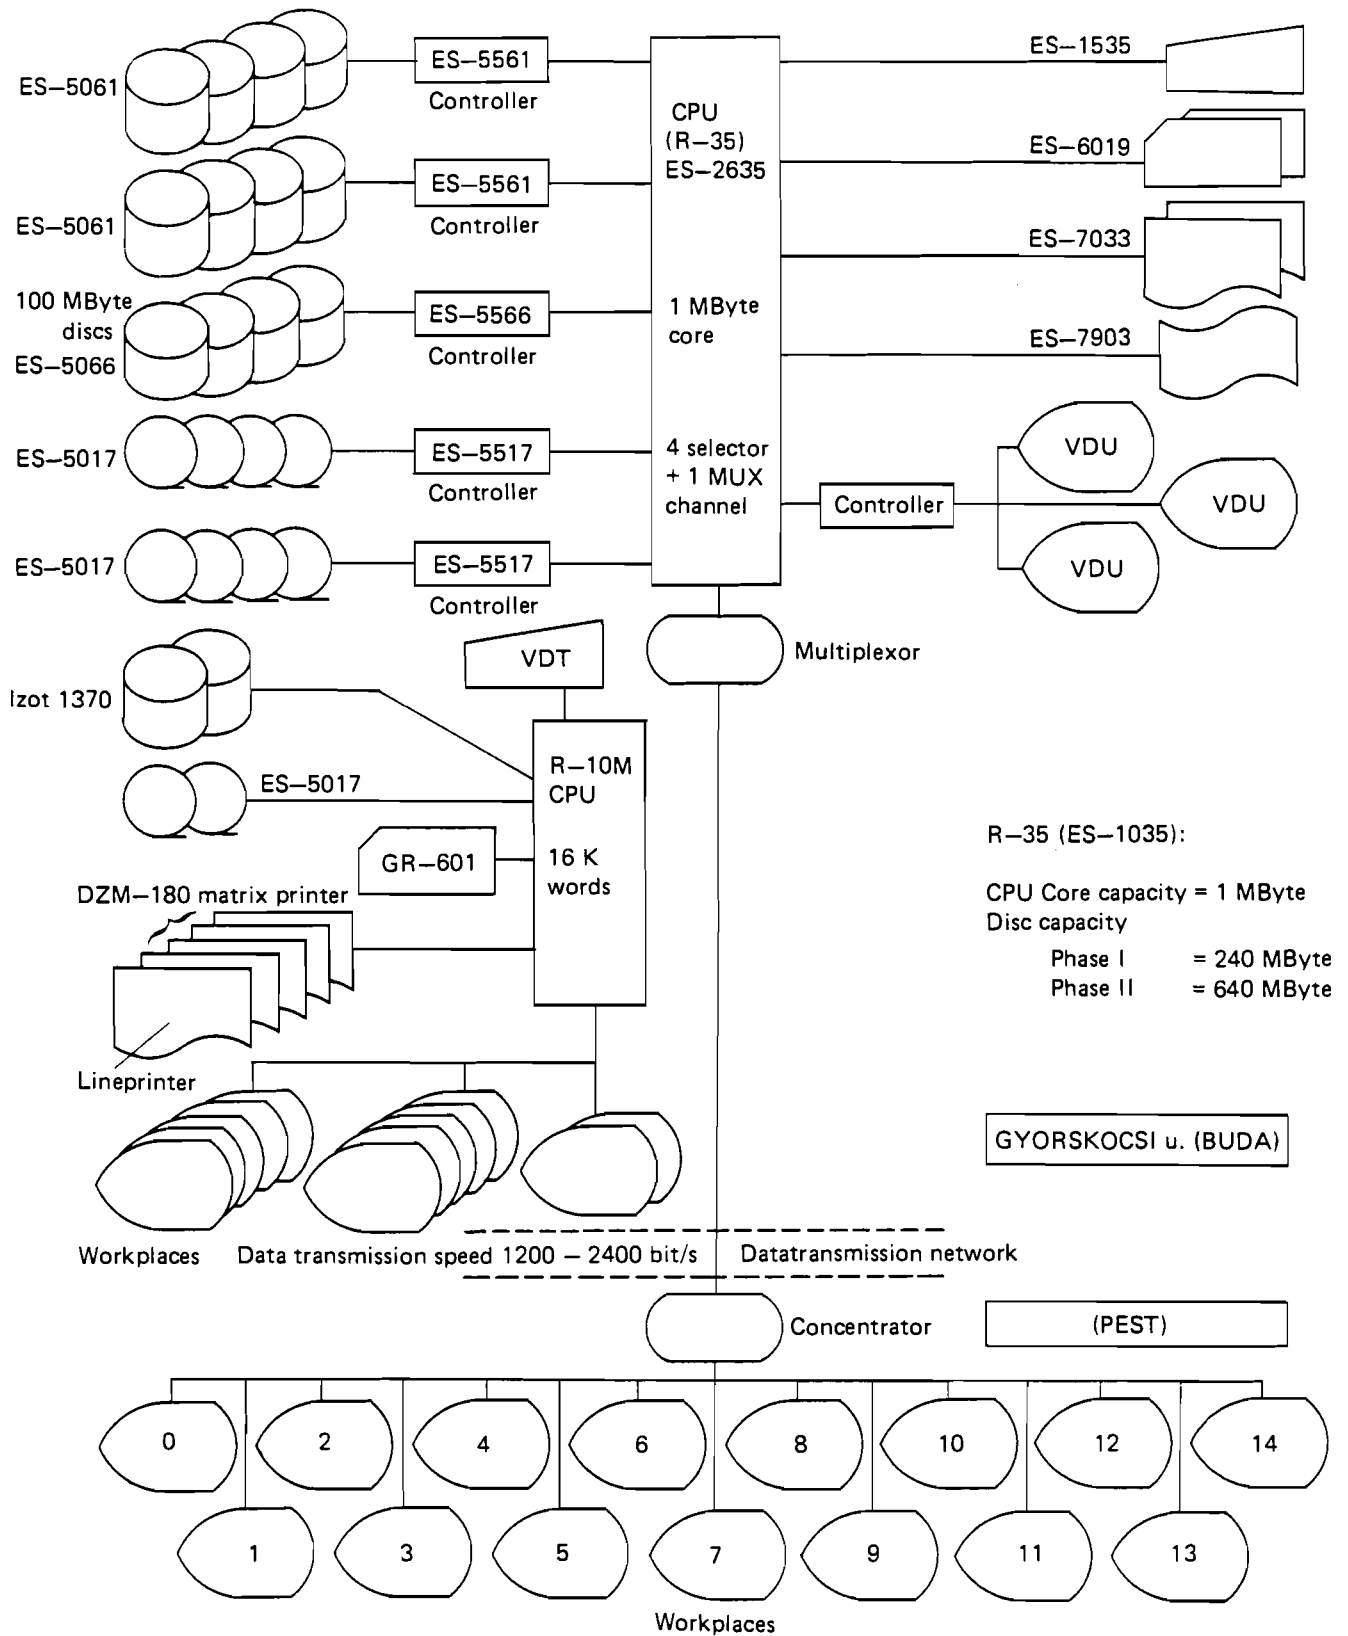 ES–5061
ES–5561
Controller
ES–1535
CPU
(R–35)
ES–2635
ES–6019
ES–5061
ES–5561
Controller
ES–7033
100 MByte
discs
ES–5066
ES–5566
Controller
1 MByte
core
ES–7903
ES–5017
ES–5517
Controller
4 selector
+ 1 MUX
channel
Controller
VDU
VDU
VDU
ES–5017
ES–5517
Controller
Multiplexor
VDT
Izot 1370
ES–5017
R–10M
CPU
16 K
words
GR–601
DZM–180 matrix printer
Lineprinter
R–35 (ES–1035):
CPU Core capacity = 1 MByte
Disc capacity
Phase I = 240 MByte
Phase II = 640 MByte
GYORSKOCSI u. (BUDA)
Workplaces
Data transmission speed 1200 – 2400 bit/s
Datatransmission network
Concentrator
(PEST)
0
2
4
6
8
10
12
14
1
3
5
7
9
11
13
Workplaces